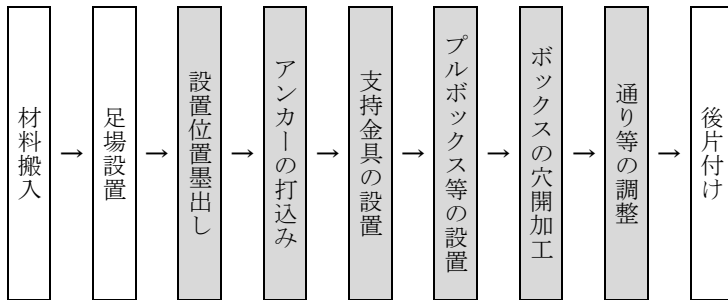 材料搬入
→
足場設置
→
設置位置墨出し
→
アンカーの打込み
→
支持金具の設置
→
プルボックス等の設置
→
ボックスの穴開加工
→
通り等の調整
→
後片付け